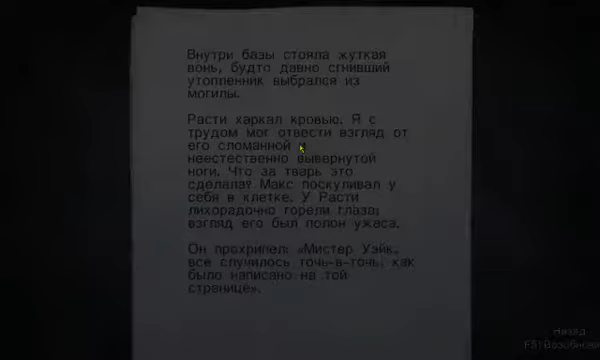 Внутри базы стояла жуткая
вонь, будто давно сгнивший
утопленник выбрался из
могилы.
Расти харкал кровью. Я с
трудом мог отвести взгляд от
его сломанной и
неестественно вывернутой
ноги. Что за тварь это
сделала? Макс поскуливал у
себя в клетке. У Расти
лихорадочно горели глаза;
взгляд его был полон ужаса.
Он прохрипел: «Мистер Уэйк,
все случилось точь-в-точь, как
было написано на той
странице».
Назад